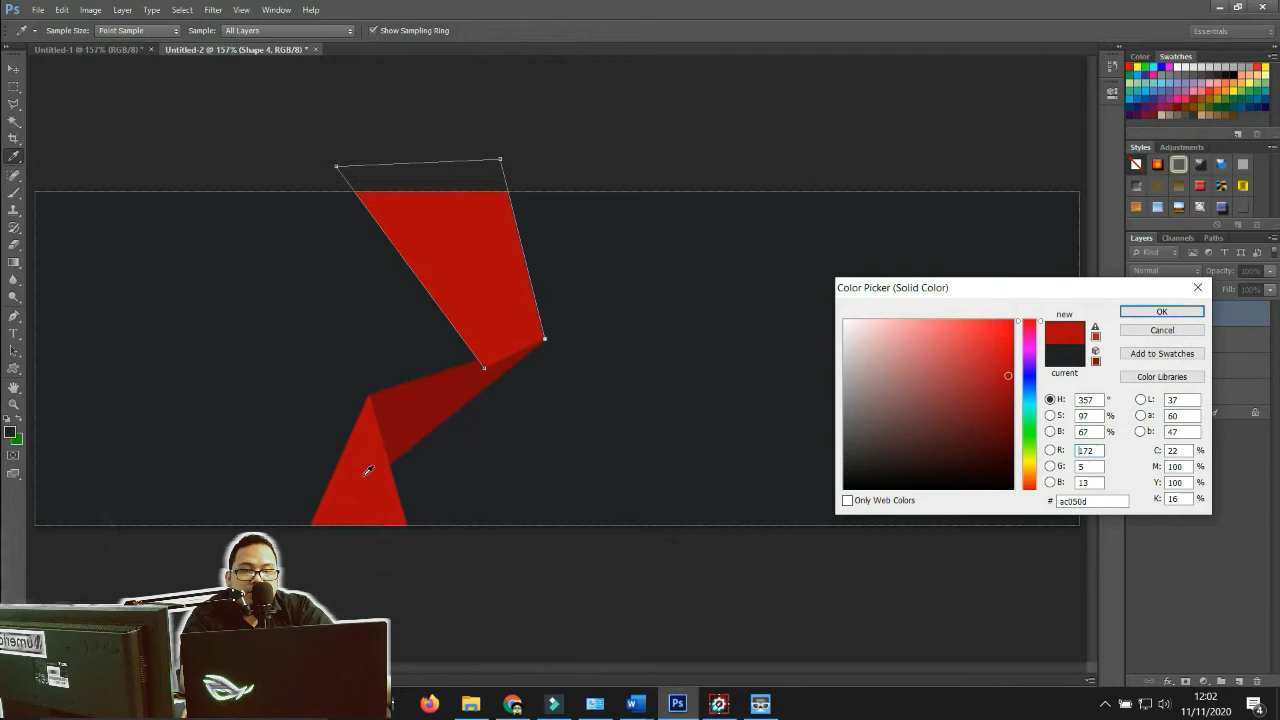 Ps File Edit Image Layer Type Select Filter View Window Help
Sample Size: Point Sample Sample: All Layers Show Sampling Ring Essentials
Untitled-1 @ 157% (RGB/8) * × Untitled-2 @ 157% (Shape 4, RGB/8) * ×
Color Swatches
Styles Adjustments
Layers Channels Paths
Kind
Normal Opacity: 100%
Fill: 100%
Color Picker (Solid Color)
new
current
OK
Cancel
Add to Swatches
Color Libraries
H: 357 ° L: 37
S: 97 % a: 60
B: 67 % b: 47
R: 172 C: 22 %
G: 5 M: 100 %
B: 13 Y: 100 %
# ac050d K: 16 %
Only Web Colors
fx
12:02
11/11/2020
4